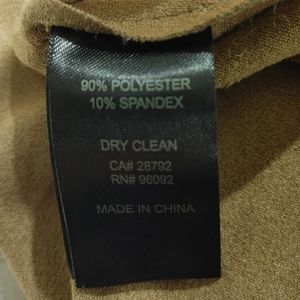 90% POLYESTER
10% SPANDEX
DRY CLEAN
CA# 28792
RN# 96092
MADE IN CHINA